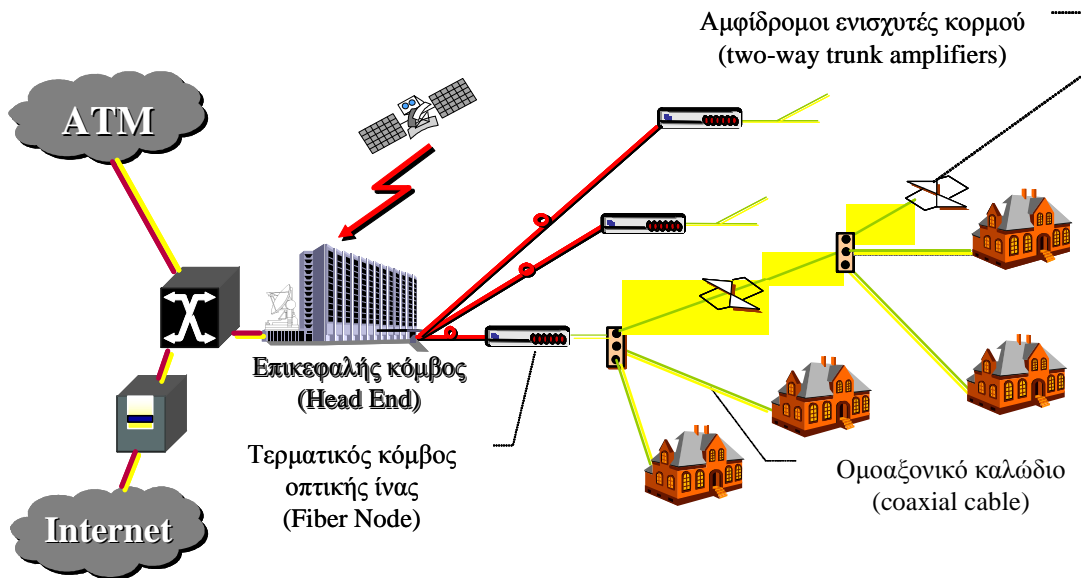 Αμφίδρομοι ενισχυτές κορμού
(two-way trunk amplifiers)
ATM
Επικεφαλής κόμβος
(Head End)
Τερματικός κόμβος
οπτικής ίνας
(Fiber Node)
Ομοαξονικό καλώδιο
(coaxial cable)
Internet